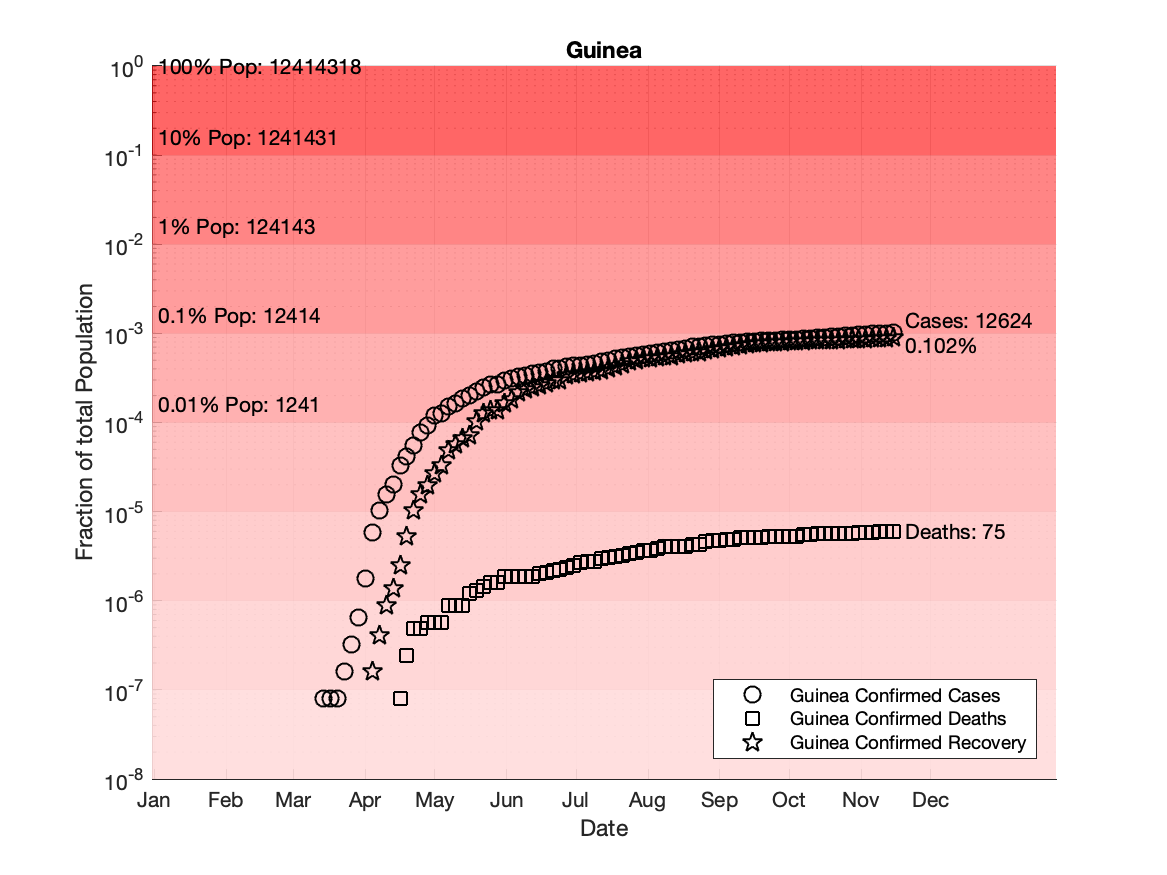 Guinea
Fraction of total Population
10^0
10^-1
10^-2
10^-3
10^-4
10^-5
10^-6
10^-7
10^-8
100% Pop: 12414318
10% Pop: 1241431
1% Pop: 124143
0.1% Pop: 12414
0.01% Pop: 1241
Cases: 12624
0.102%
Deaths: 75
Guinea Confirmed Cases
Guinea Confirmed Deaths
Guinea Confirmed Recovery
Jan Feb Mar Apr May Jun Jul Aug Sep Oct Nov Dec
Date